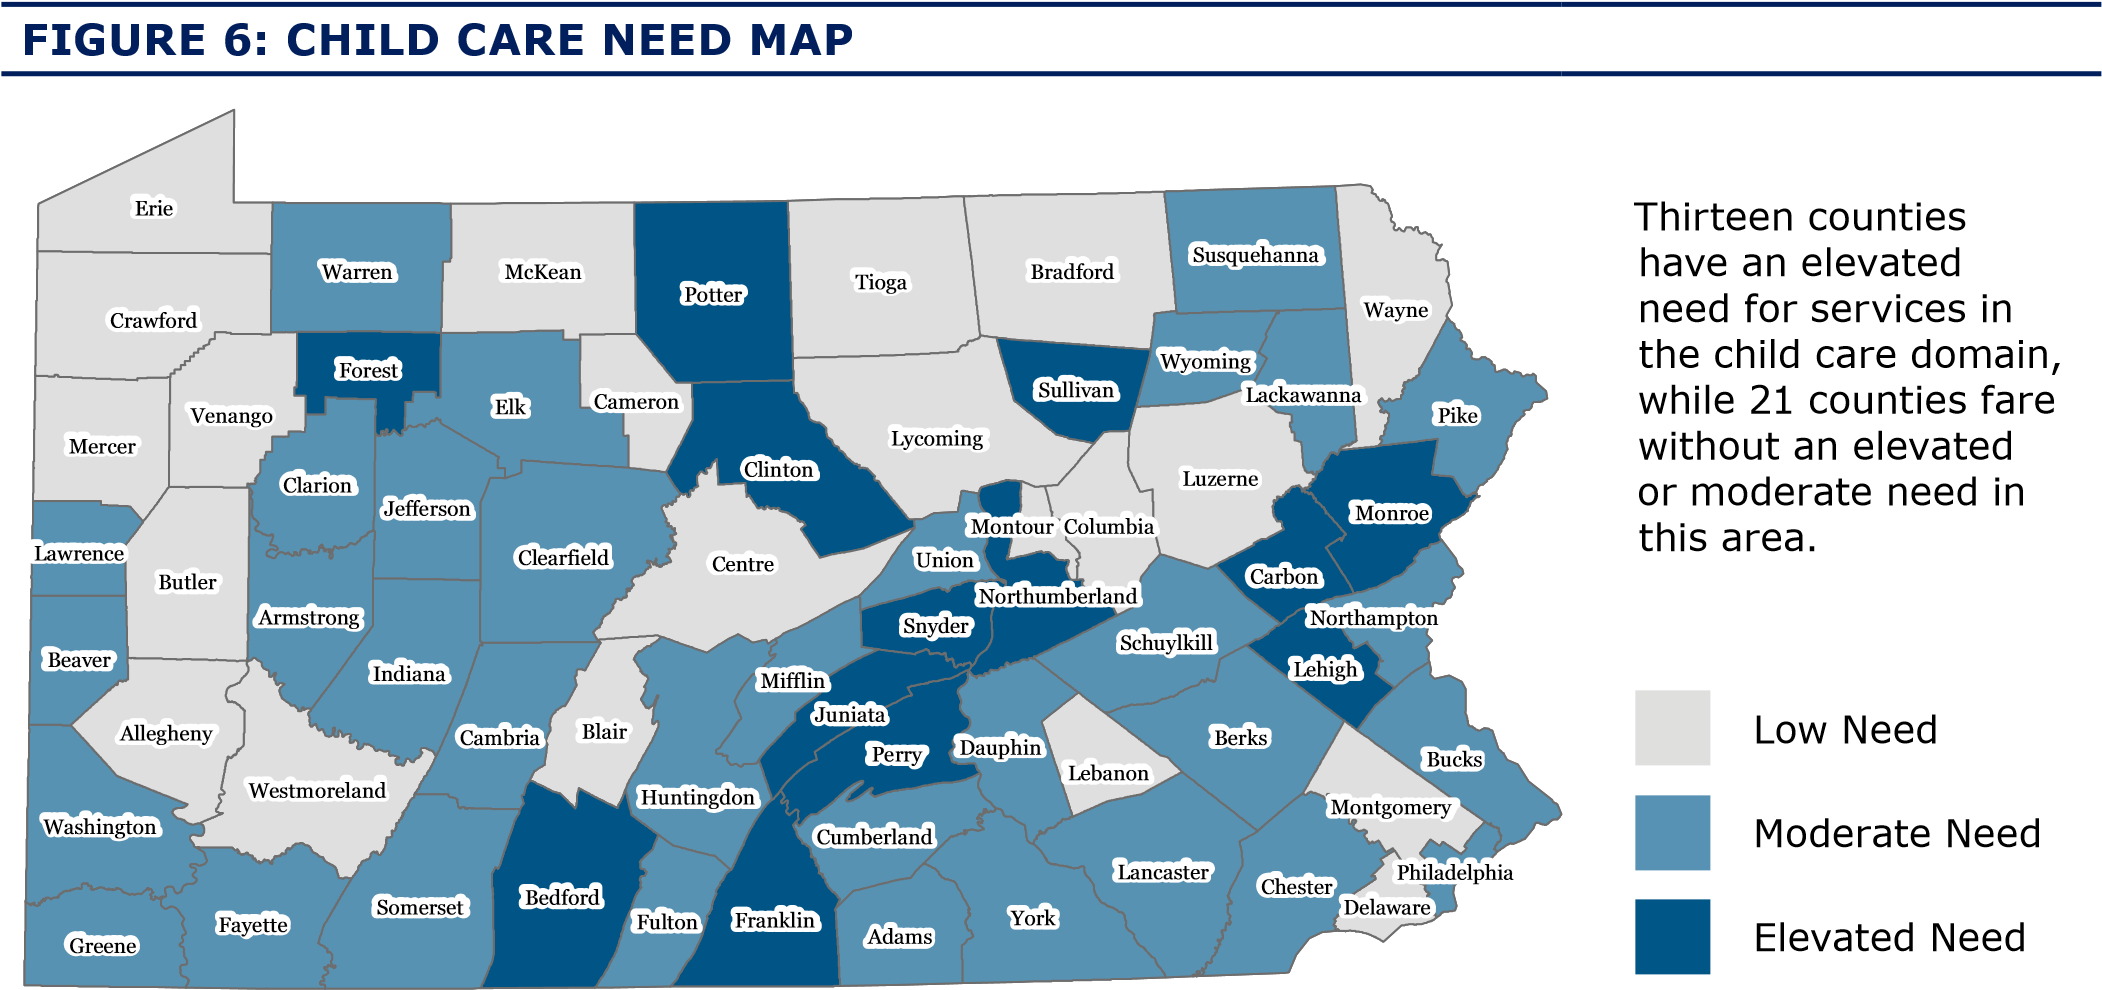 FIGURE 6: CHILD CARE NEED MAP
Erie
Crawford
Warren
McKean
Potter
Tioga
Bradford
Susquehanna
Wayne
Forest
Elk
Cameron
Venango
Mercer
Clarion
Jefferson
Clearfield
Clinton
Lycoming
Sullivan
Wyoming
Lackawanna
Pike
Luzerne
Monroe
Montour
Columbia
Lawrence
Butler
Armstrong
Centre
Union
Carbon
Northumberland
Northampton
Snyder
Schuylkill
Lehigh
Beaver
Indiana
Mifflin
Juniata
Allegheny
Cambria
Blair
Perry
Dauphin
Berks
Bucks
Lebanon
Westmoreland
Huntingdon
Montgomery
Washington
Cumberland
Lancaster
Philadelphia
Chester
Delaware
Greene
Fayette
Somerset
Bedford
Fulton
Franklin
Adams
York
Thirteen counties
have an elevated
need for services in
the child care domain,
while 21 counties fare
without an elevated
or moderate need in
this area.
Low Need
Moderate Need
Elevated Need